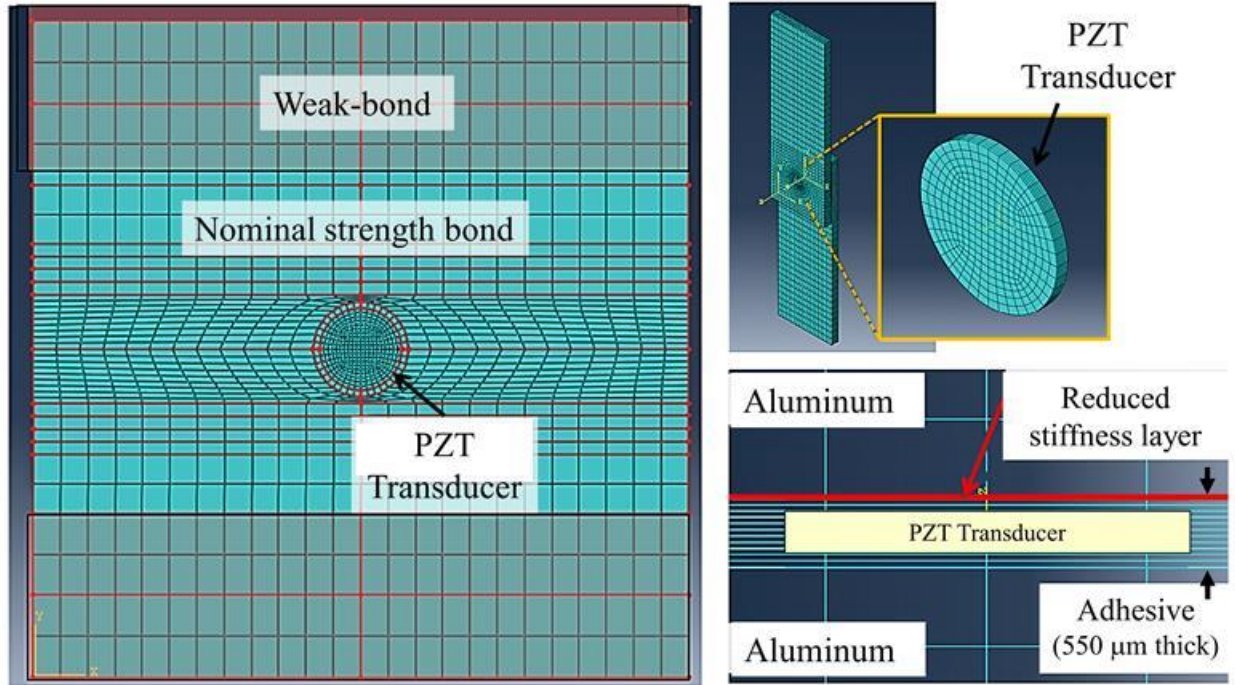 Weak-bond
Nominal strength bond
PZT
Transducer
Y
X
PZT
Transducer
Aluminum
Reduced
stiffness layer
PZT Transducer
Adhesive
(550 µm thick)
Aluminum